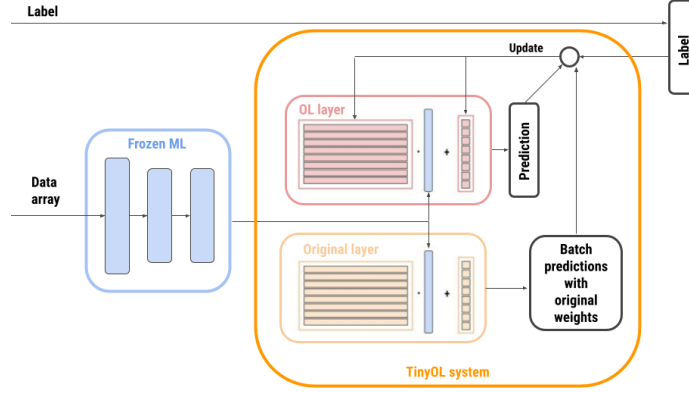 Label
Label
Update
OL layer
Frozen ML
Prediction
·
+
Data
array
Original layer
·
+
Batch
predictions
with
original
weights
TinyOL system